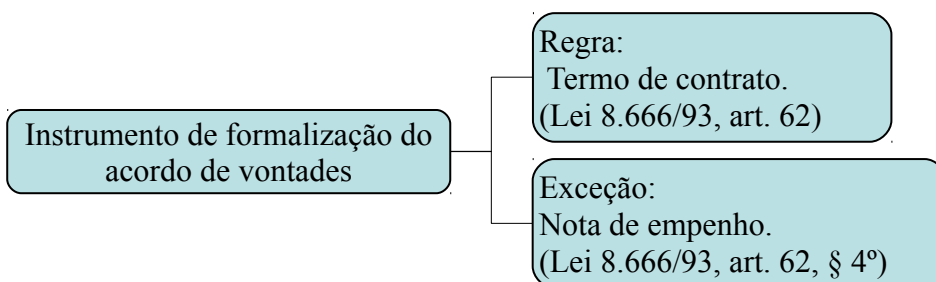 Instrumento de formalização do
acordo de vontades
Regra:
Termo de contrato.
(Lei 8.666/93, art. 62)
Exceção:
Nota de empenho.
(Lei 8.666/93, art. 62, § 4º)